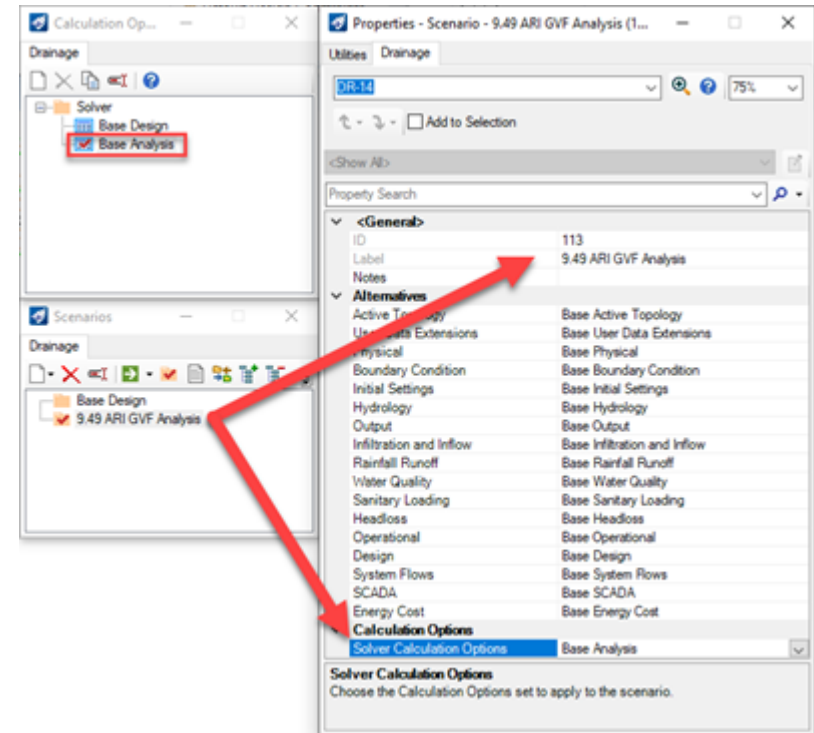 Calculation Op...
Drainage
Solver
Base Design
Base Analysis
Scenarios
Drainage
Base Design
9.49 ARI GVF Analysis
Properties - Scenario - 9.49 ARI GVF Analysis (1...
Utilities Drainage
DR-14 75%
Add to Selection
<Show All>
Property Search
<General>
ID 113
Label 9.49 ARI GVF Analysis
Notes
Alternatives
Active Topology Base Active Topology
User Data Extensions Base User Data Extensions
Physical Base Physical
Boundary Condition Base Boundary Condition
Initial Settings Base Initial Settings
Hydrology Base Hydrology
Output Base Output
Infiltration and Inflow Base Infiltration and Inflow
Rainfall Runoff Base Rainfall Runoff
Water Quality Base Water Quality
Sanitary Loading Base Sanitary Loading
Headloss Base Headloss
Operational Base Operational
Design Base Design
System Flows Base System Flows
SCADA Base SCADA
Energy Cost Base Energy Cost
Calculation Options
Solver Calculation Options Base Analysis
Solver Calculation Options
Choose the Calculation Options set to apply to the scenario.